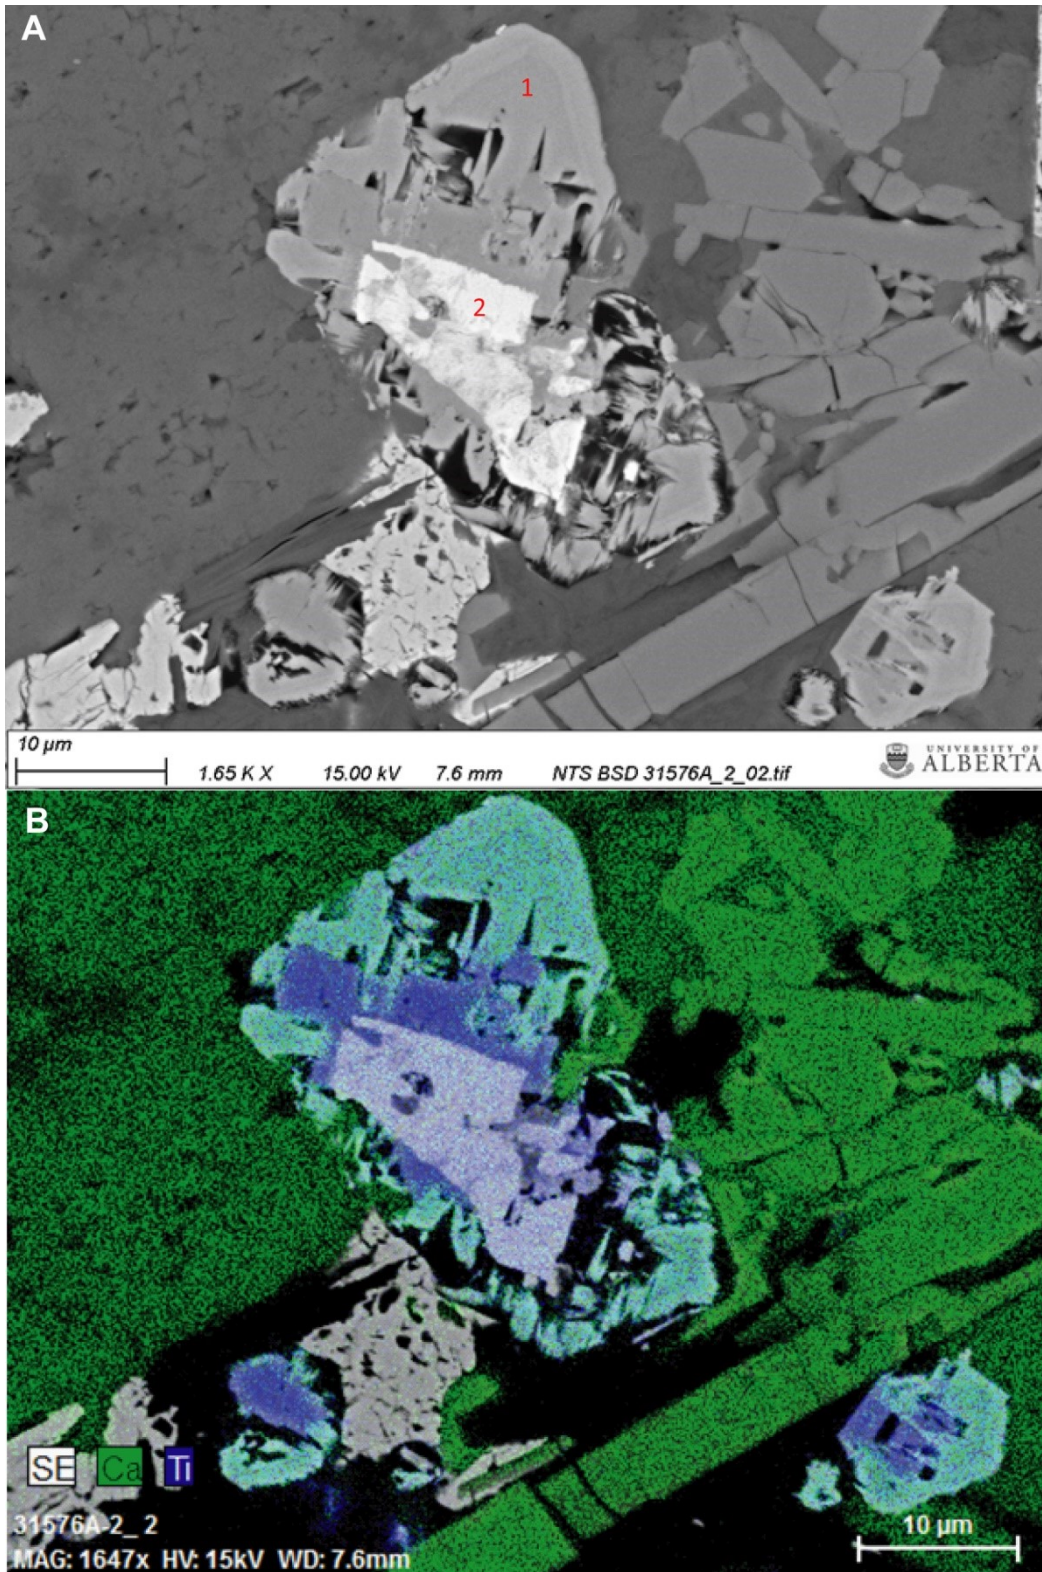 A
1
2
10 µm
1.65 K X 15.00 kV 7.6 mm NTS BSD 31576A_2_02.tif
UNIVERSITY OF
ALBERTA
B
SE Ca Ti
31576A-2_ 2
10 µm
MAG: 1647x HV: 15kV WD: 7.6mm